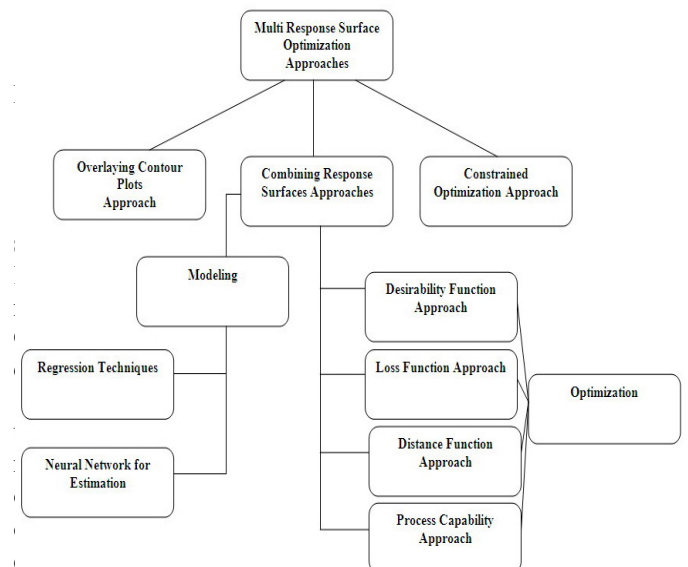 Multi Response Surface
Optimization
Approaches
Overlaying Contour
Plots
Approach
Combining Response
Surfaces Approaches
Constrained
Optimization Approach
Modeling
Desirability Function
Approach
Regression Techniques
Loss Function Approach
Optimization
Neural Network for
Estimation
Distance Function
Approach
Process Capability
Approach